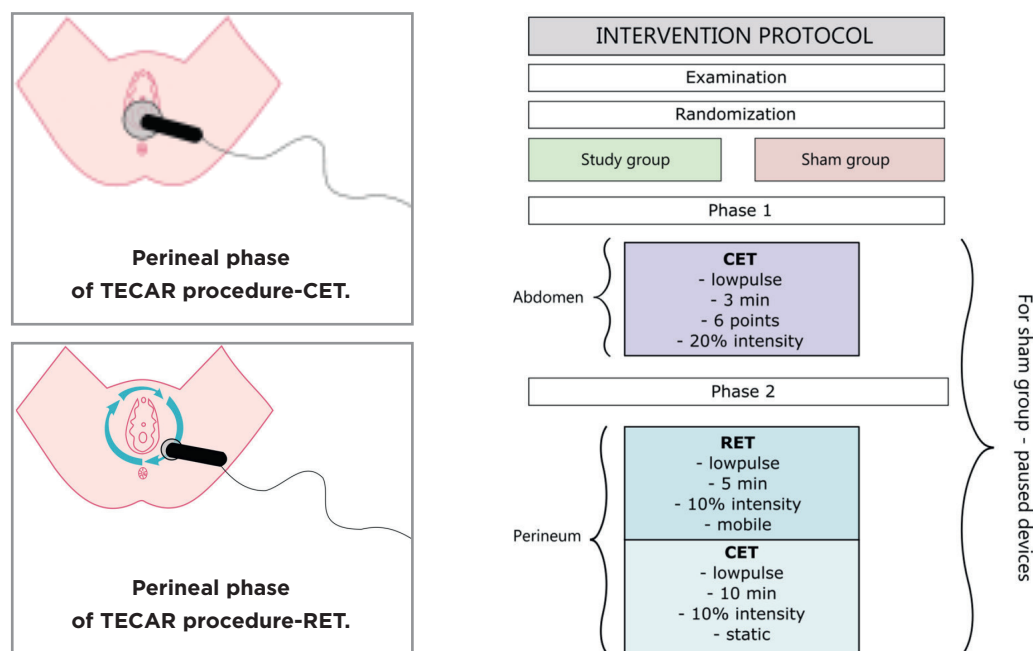 Perineal phase
of TECAR procedure-CET.
Perineal phase
of TECAR procedure-RET.
INTERVENTION PROTOCOL
Examination
Randomization
Study group
Sham group
Phase 1
Abdomen
CET
- lowpulse
- 3 min
- 6 points
- 20% intensity
Phase 2
Perineum
RET
- lowpulse
- 5 min
- 10% intensity
- mobile
CET
- lowpulse
- 10 min
- 10% intensity
- static
For sham group - paused devices